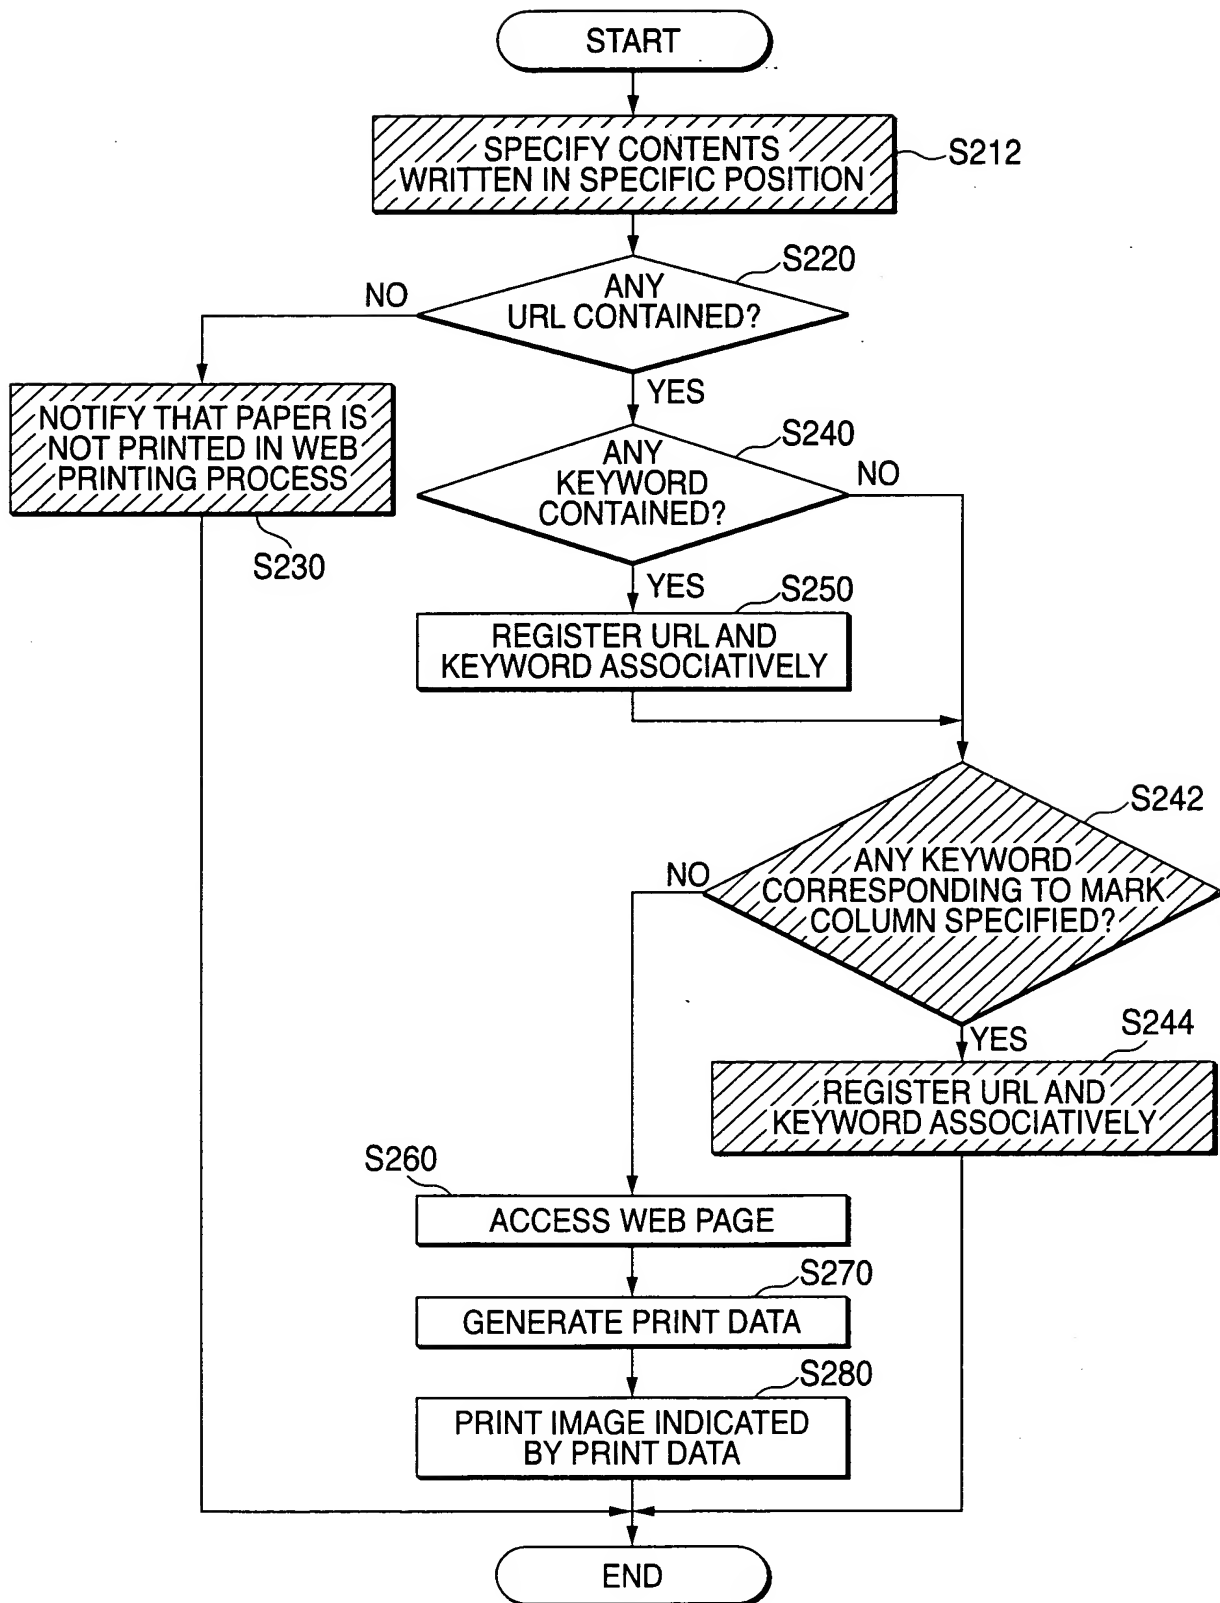 START
SPECIFY CONTENTS
WRITTEN IN SPECIFIC POSITION
S212
S220
ANY
URL CONTAINED?
NO
YES
NOTIFY THAT PAPER IS
NOT PRINTED IN WEB
PRINTING PROCESS
S230
S240
ANY
KEYWORD
CONTAINED?
NO
YES
S250
REGISTER URL AND
KEYWORD ASSOCIATIVELY
S242
ANY KEYWORD
CORRESPONDING TO MARK
COLUMN SPECIFIED?
NO
YES
S244
REGISTER URL AND
KEYWORD ASSOCIATIVELY
S260
ACCESS WEB PAGE
S270
GENERATE PRINT DATA
S280
PRINT IMAGE INDICATED
BY PRINT DATA
END